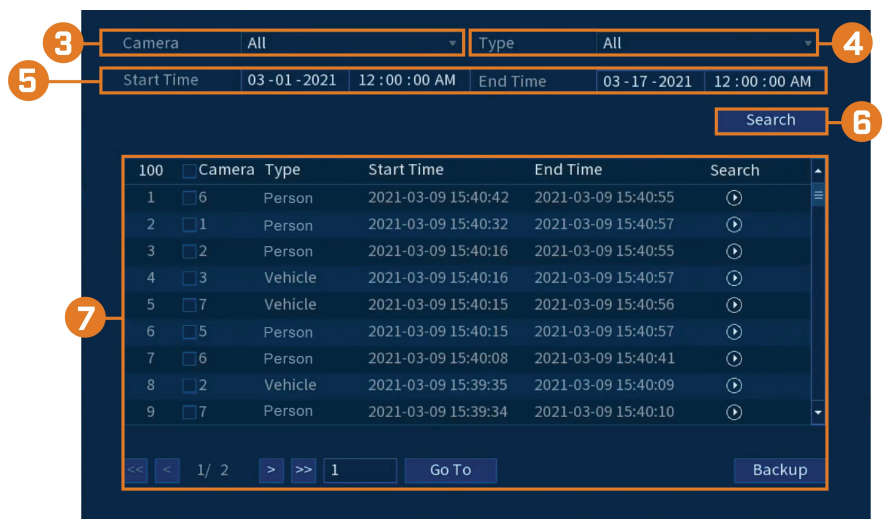 3 Camera All Type All 4
5 Start Time 03 -01 -2021 12 :00 :00 AM End Time 03 -17 -2021 12 :00 :00 AM
Search 6
100 Camera Type Start Time End Time Search
1 6 Person 2021-03-09 15:40:42 2021-03-09 15:40:55
2 1 Person 2021-03-09 15:40:32 2021-03-09 15:40:57
3 2 Person 2021-03-09 15:40:16 2021-03-09 15:40:55
4 3 Vehicle 2021-03-09 15:40:16 2021-03-09 15:40:57
5 7 Vehicle 2021-03-09 15:40:15 2021-03-09 15:40:56
7
6 5 Person 2021-03-09 15:40:15 2021-03-09 15:40:57
7 6 Person 2021-03-09 15:40:08 2021-03-09 15:40:41
8 2 Vehicle 2021-03-09 15:39:35 2021-03-09 15:40:09
9 7 Person 2021-03-09 15:39:34 2021-03-09 15:40:10
<< < 1/ 2 > >> 1 Go To Backup